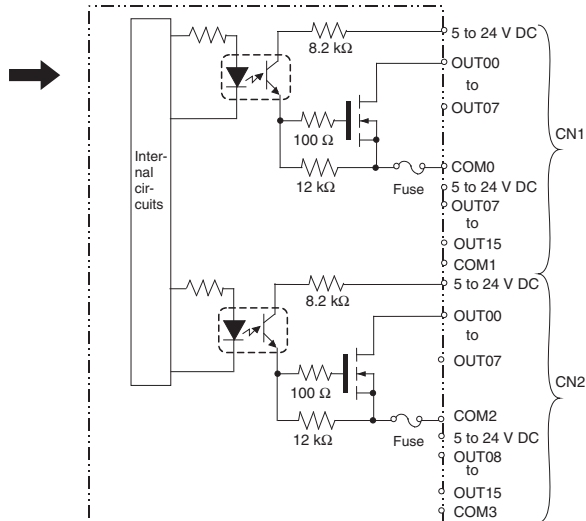 8.2 kΩ
5 to 24 V DC
OUT00
to
OUT07
100 Ω
COM0
12 kΩ
Fuse
5 to 24 V DC
OUT07
to
OUT15
COM1
CN1
Inter-
nal
cir-
cuits
8.2 kΩ
5 to 24 V DC
OUT00
to
OUT07
100 Ω
COM2
12 kΩ
Fuse
5 to 24 V DC
OUT08
to
OUT15
COM3
CN2